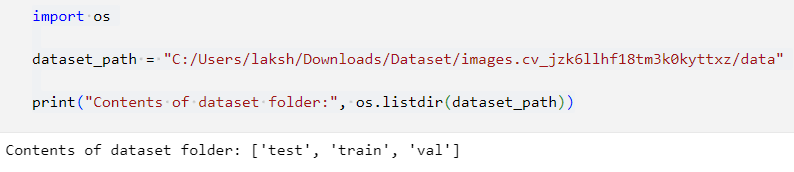 import os
dataset_path = "C:/Users/laksh/Downloads/Dataset/images.cv_jzk6llhf18tm3k0kyttxz/data"
print("Contents of dataset folder:", os.listdir(dataset_path))
Contents of dataset folder: ['test', 'train', 'val']